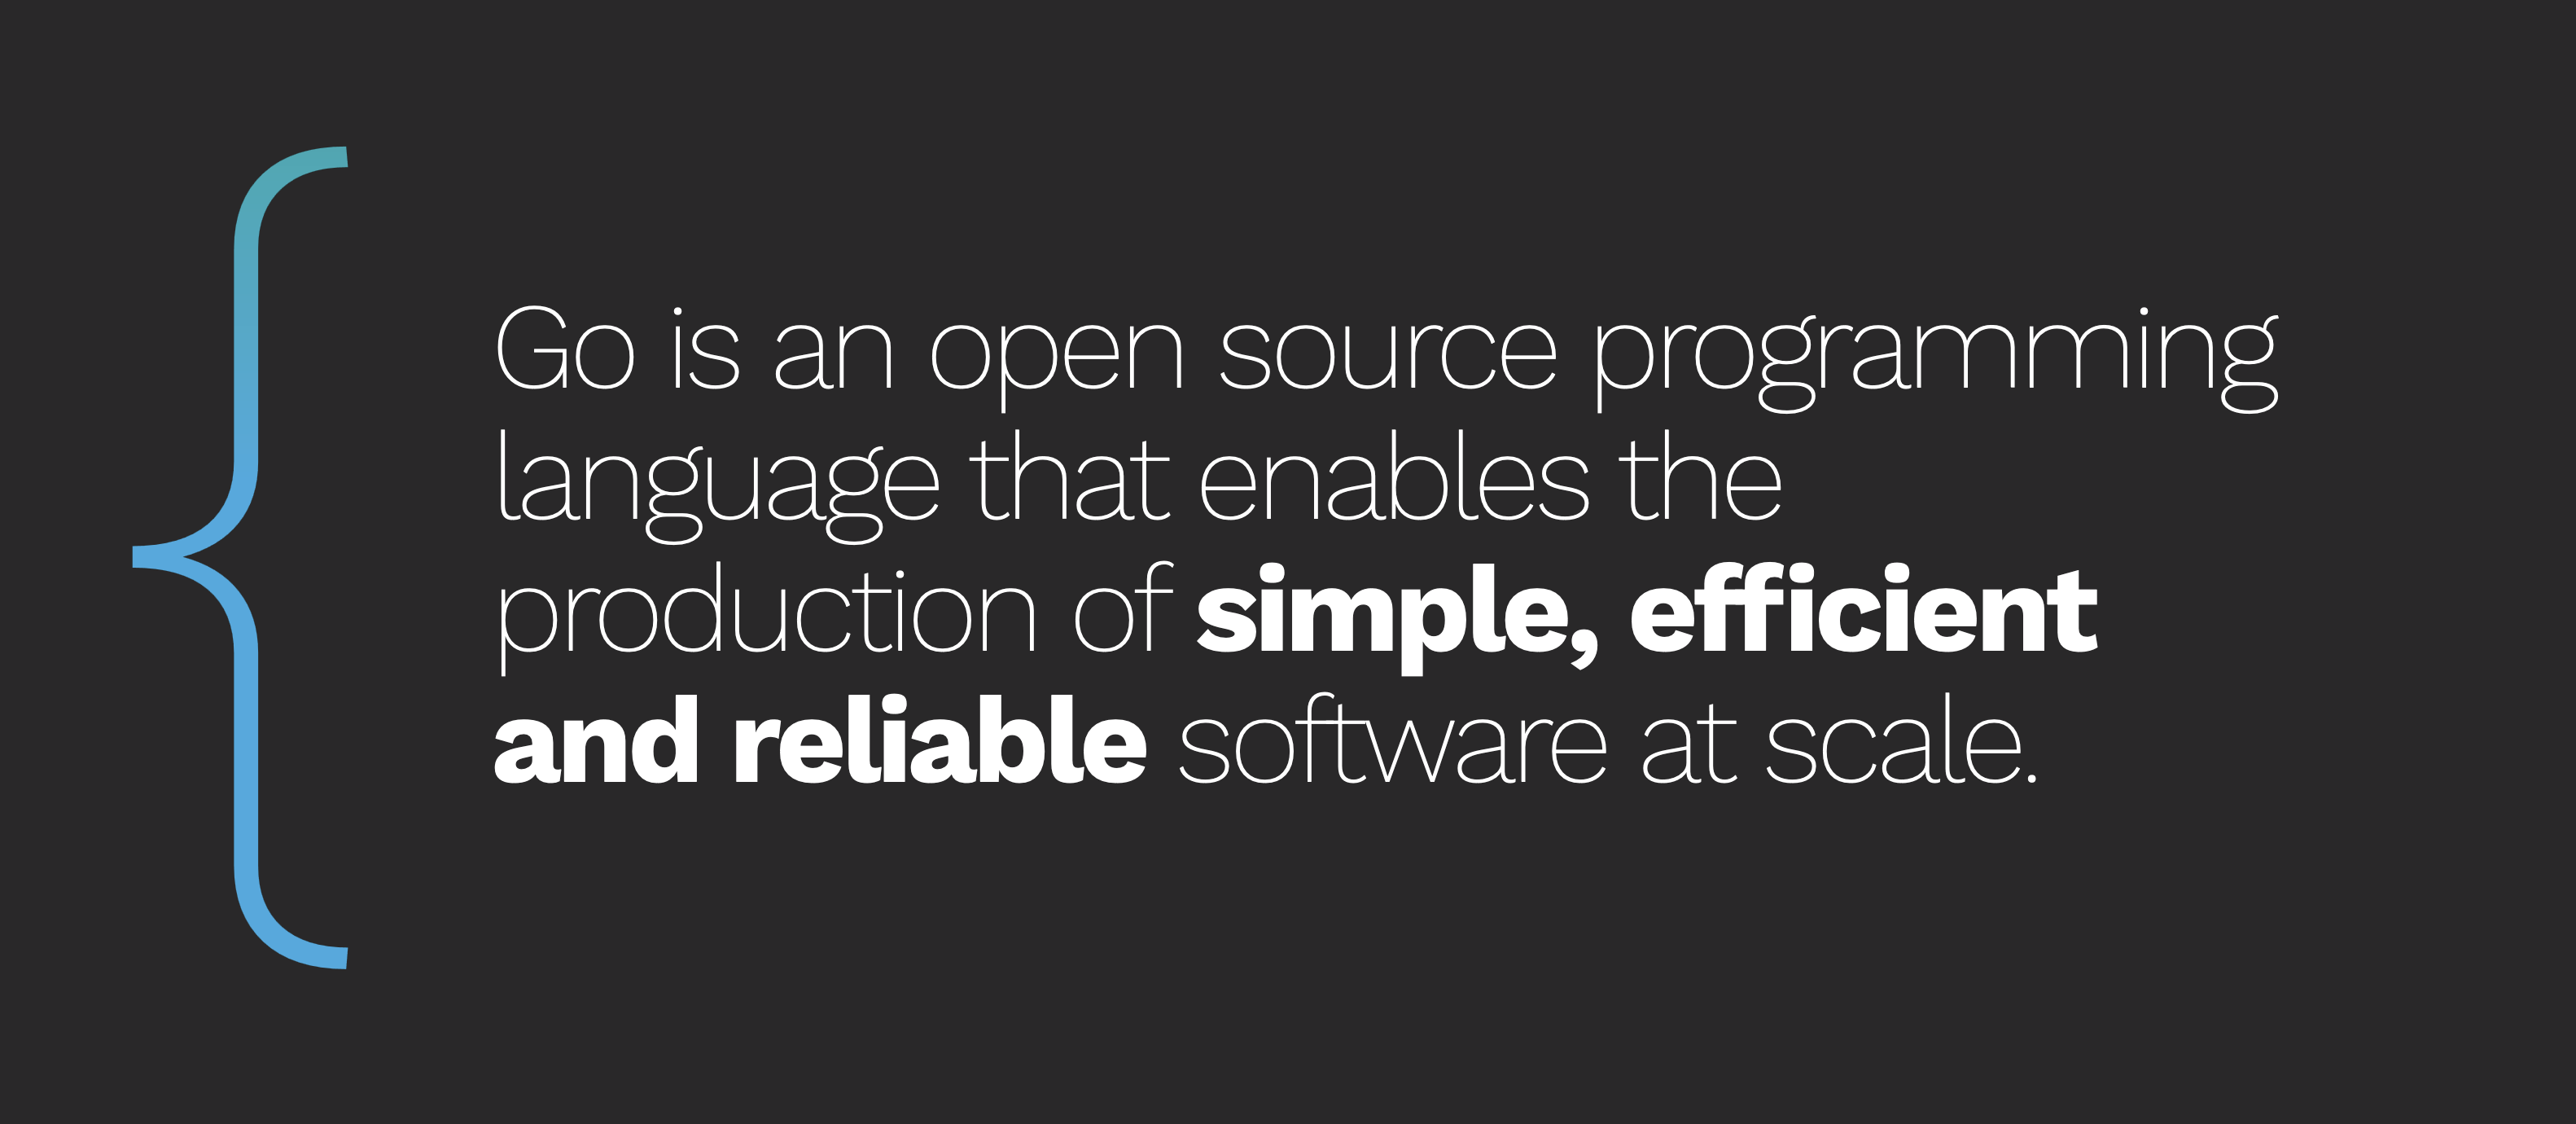 Go is an open source programming
language that enables the
production of simple, efficient
and reliable software at scale.